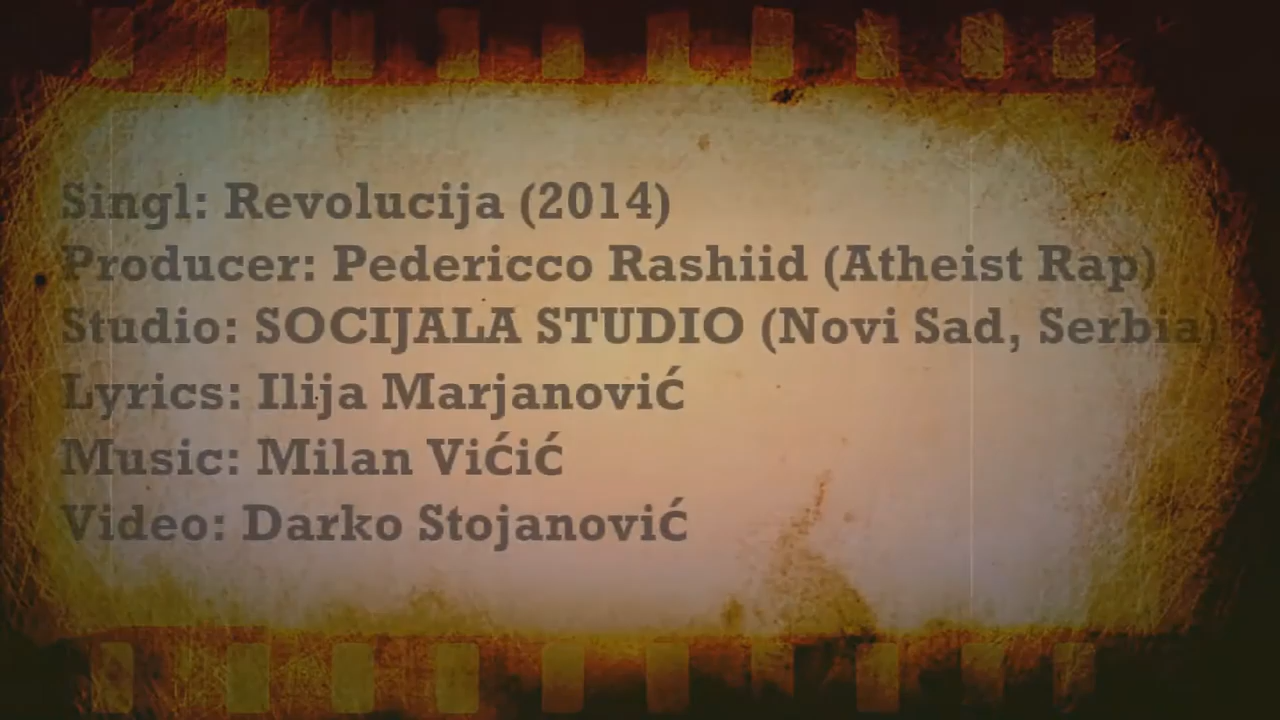 Singl: Revolucija (2014)
Producer: Pedericco Rashiid (Atheist Rap)
Studio: SOCIJALA STUDIO (Novi Sad, Serbia)
Lyrics: Ilija Marjanović
Music: Milan Vićić
Video: Darko Stojanović